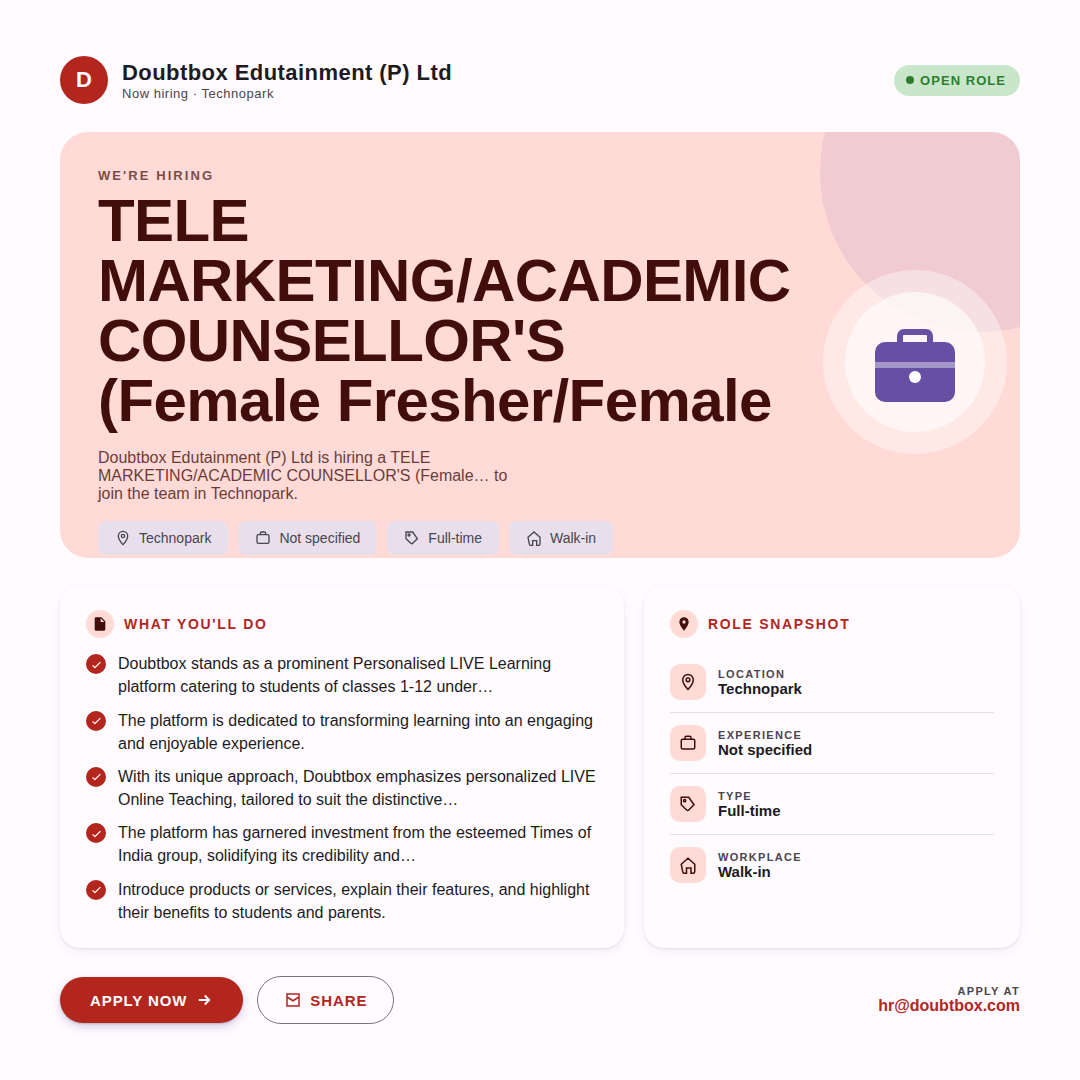 D
Doubtbox Edutainment (P) Ltd
Now hiring · Technopark
OPEN ROLE
WE'RE HIRING
TELE
MARKETING/ACADEMIC
COUNSELLOR'S
(Female Fresher/Female
Doubtbox Edutainment (P) Ltd is hiring a TELE
MARKETING/ACADEMIC COUNSELLOR'S (Female… to
join the team in Technopark.
Technopark
Not specified
Full-time
Walk-in
WHAT YOU'LL DO
Doubtbox stands as a prominent Personalised LIVE Learning
platform catering to students of classes 1-12 under…
The platform is dedicated to transforming learning into an engaging
and enjoyable experience.
With its unique approach, Doubtbox emphasizes personalized LIVE
Online Teaching, tailored to suit the distinctive…
The platform has garnered investment from the esteemed Times of
India group, solidifying its credibility and…
Introduce products or services, explain their features, and highlight
their benefits to students and parents.
ROLE SNAPSHOT
LOCATION
Technopark
EXPERIENCE
Not specified
TYPE
Full-time
WORKPLACE
Walk-in
APPLY NOW
SHARE
APPLY AT
hr@doubtbox.com